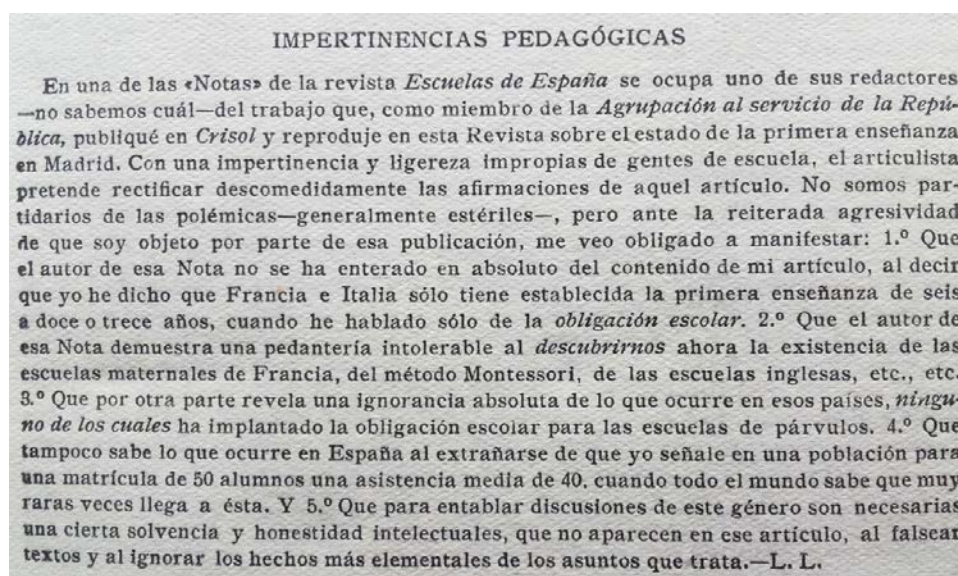 IMPERTINENCIAS PEDAGÓGICAS
En una de las «Notas» de la revista Escuelas de España se ocupa uno de sus redactores
—no sabemos cuál—del trabajo que, como miembro de la Agrupación al servicio de la Repú-
blica, publiqué en Crisol y reproduje en esta Revista sobre el estado de la primera enseñanza
en Madrid. Con una impertinencia y ligereza impropias de gentes de escuela, el articulista
pretende rectificar descomedidamente las afirmaciones de aquel artículo. No somos par-
tidarios de las polémicas—generalmente estériles—, pero ante la reiterada agresividad
de que soy objeto por parte de esa publicación, me veo obligado a manifestar: 1.º Que
el autor de esa Nota no se ha enterado en absoluto del contenido de mi artículo, al decir
que yo he dicho que Francia e Italia sólo tiene establecida la primera enseñanza de seis
a doce o trece años, cuando he hablado sólo de la obligación escolar. 2.º Que el autor de
esa Nota demuestra una pedantería intolerable al descubrirnos ahora la existencia de las
escuelas maternales de Francia, del método Montessori, de las escuelas inglesas, etc., etc.
3.º Que por otra parte revela una ignorancia absoluta de lo que ocurre en esos países, ningu-
no de los cuales ha implantado la obligación escolar para las escuelas de párvulos. 4.º Que
tampoco sabe lo que ocurre en España al extrañarse de que yo señale en una población para
una matrícula de 50 alumnos una asistencia media de 40, cuando todo el mundo sabe que muy
raras veces llega a ésta. Y 5.º Que para entablar discusiones de este género son necesarias
una cierta solvencia y honestidad intelectuales, que no aparecen en ese artículo, al falsear
textos y al ignorar los hechos más elementales de los asuntos que trata.—L. L.